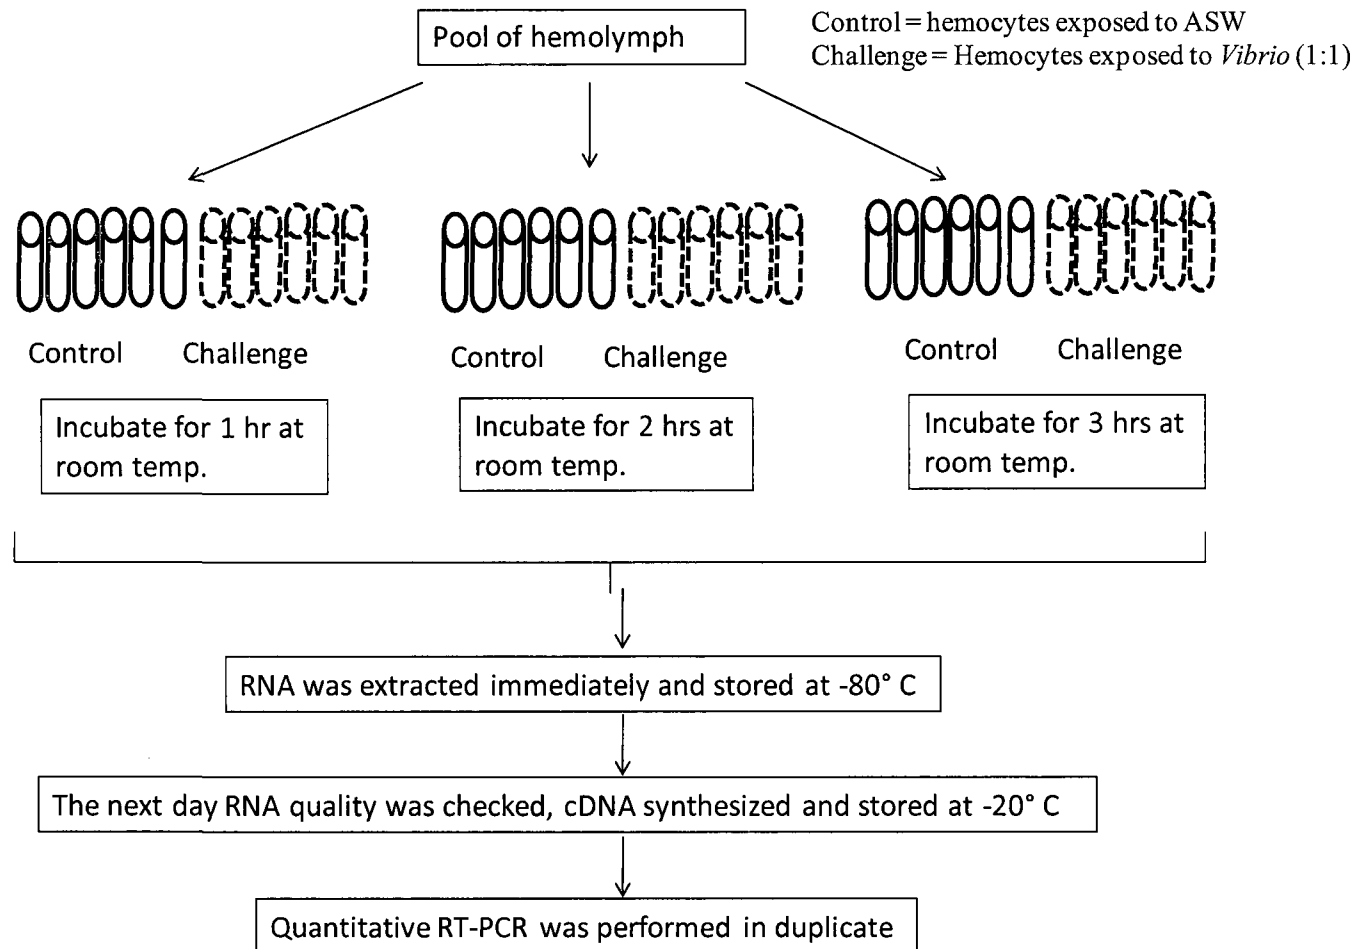 Pool of hemolymph
Control = hemocytes exposed to ASW
Challenge = Hemocytes exposed to Vibrio (1:1)
Control Challenge
Control Challenge
Control Challenge
Incubate for 1 hr at
room temp.
Incubate for 2 hrs at
room temp.
Incubate for 3 hrs at
room temp.
RNA was extracted immediately and stored at -80° C
The next day RNA quality was checked, cDNA synthesized and stored at -20° C
Quantitative RT-PCR was performed in duplicate